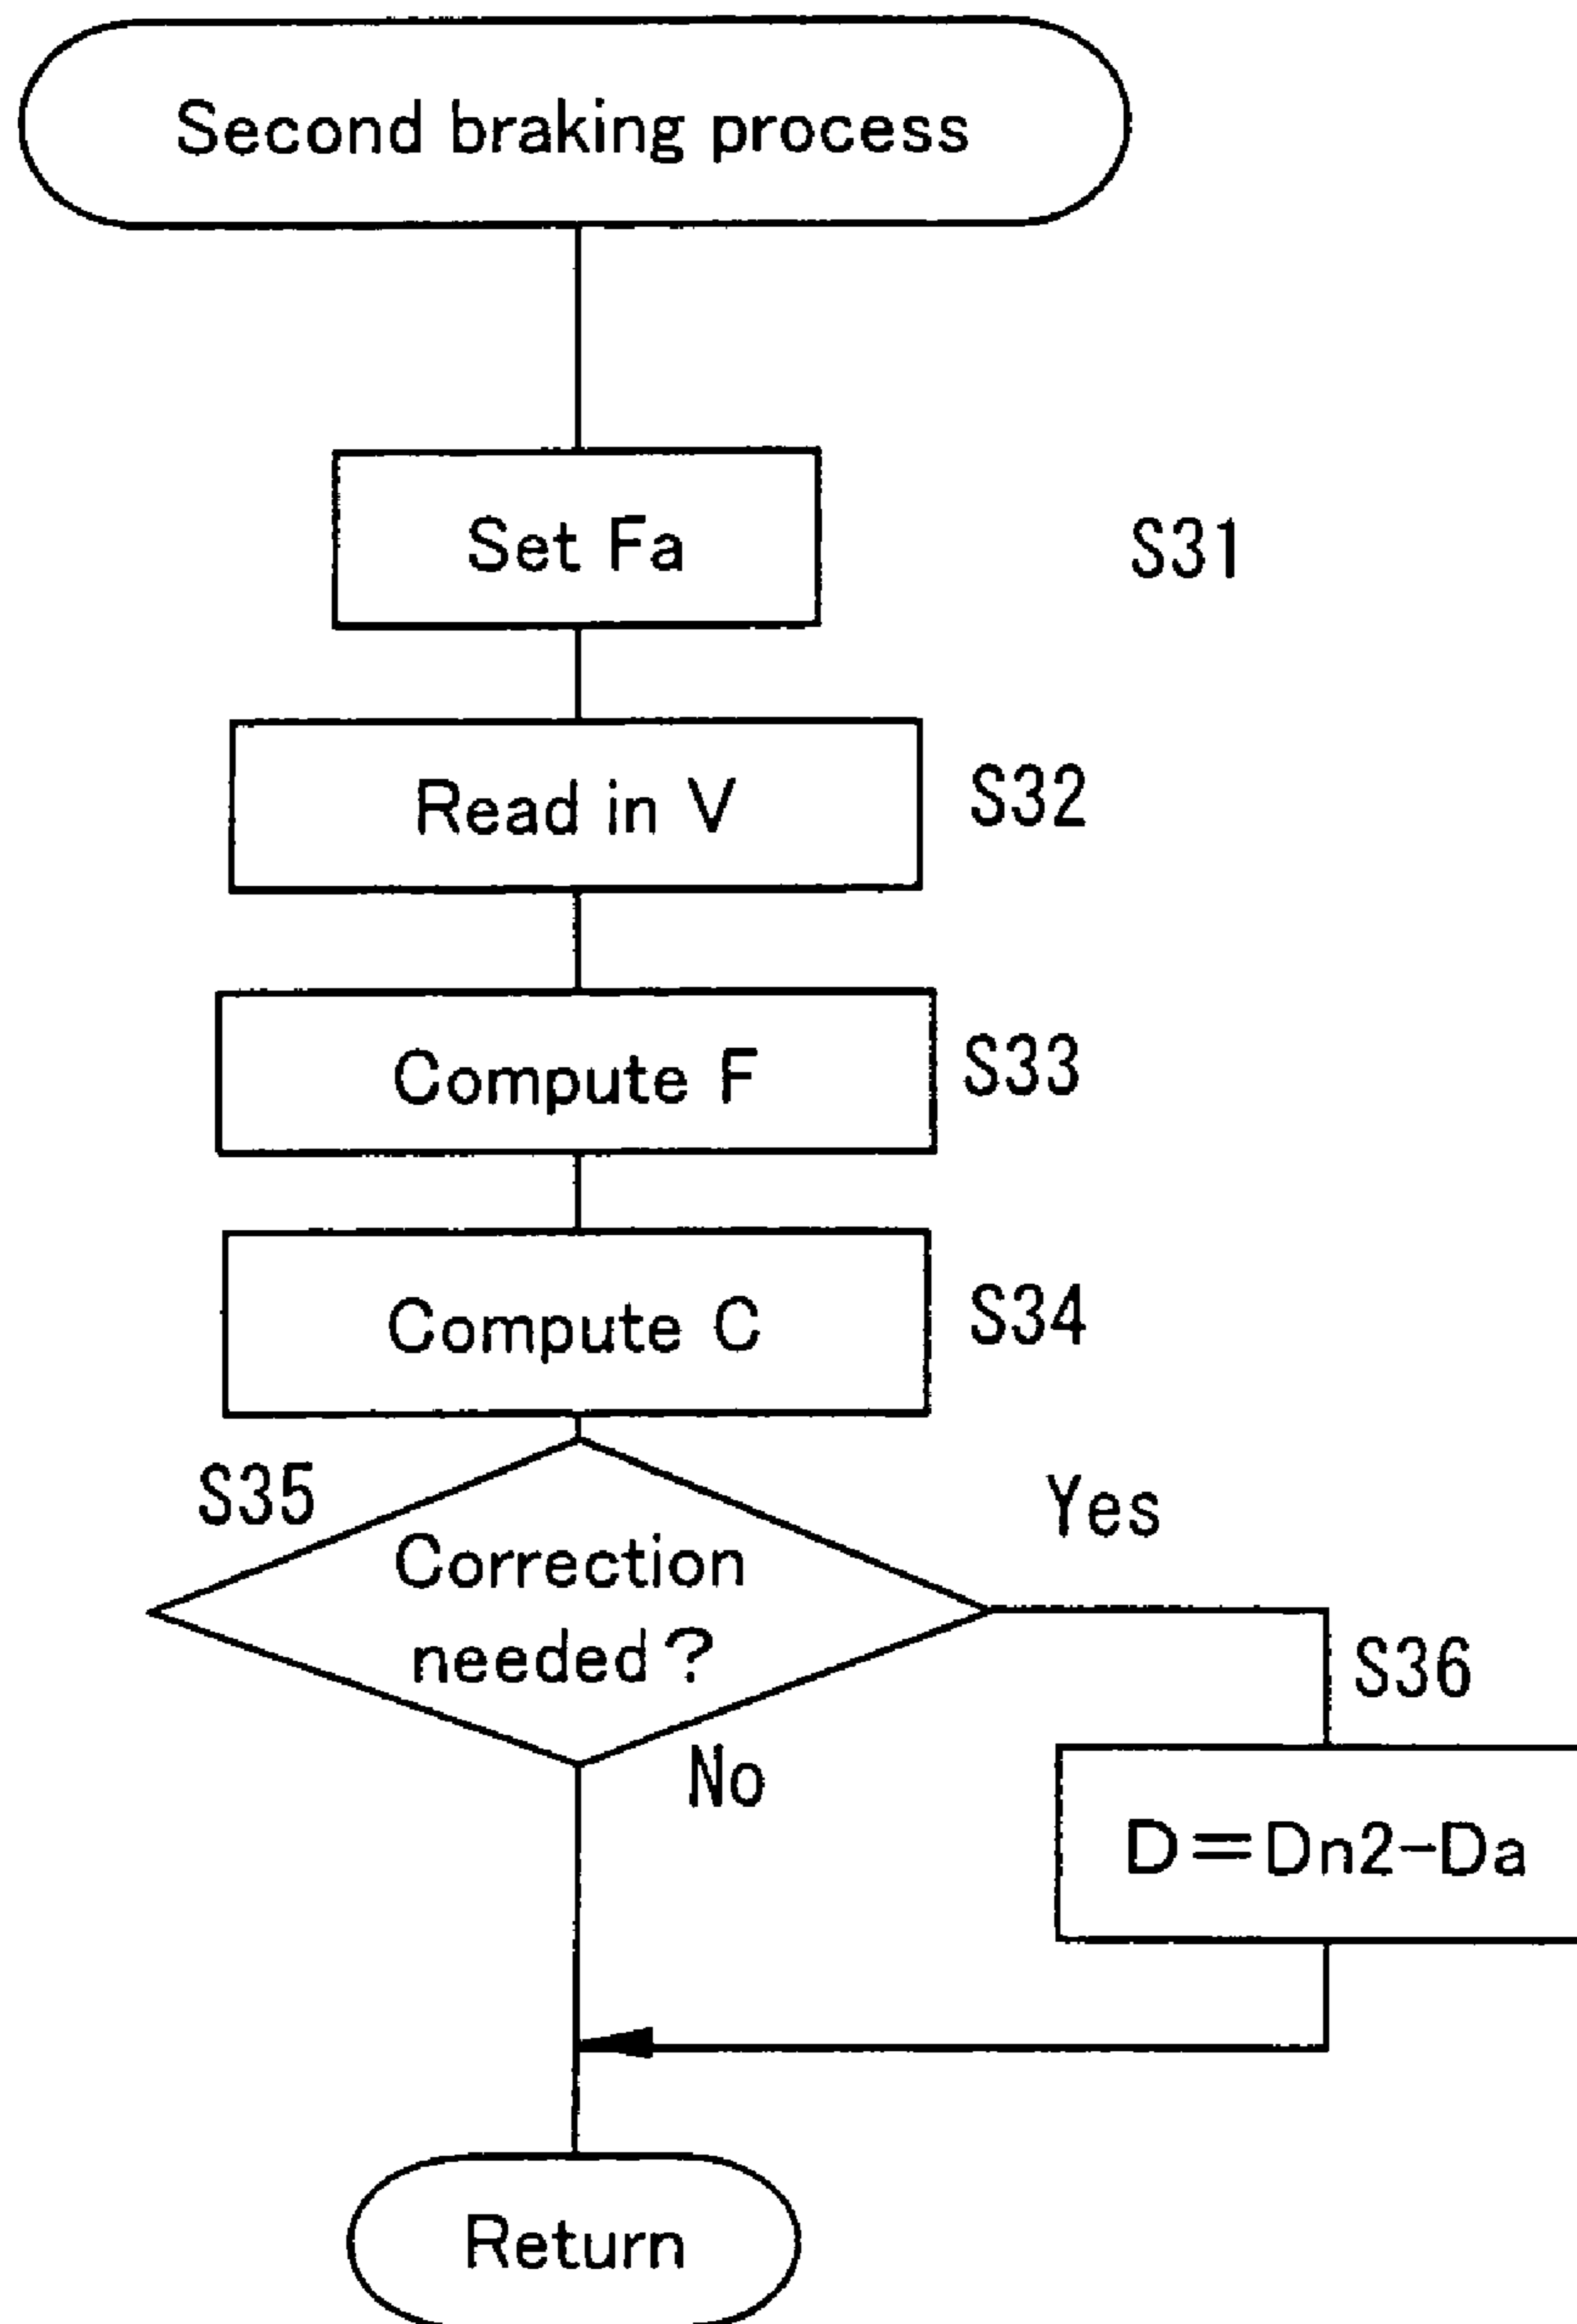 Second braking process
Set Fa
S31
Read in V
S32
Compute F
S33
Compute C
S34
S35
Correction
needed?
Yes
No
S36
D=Dn2-Da
Return